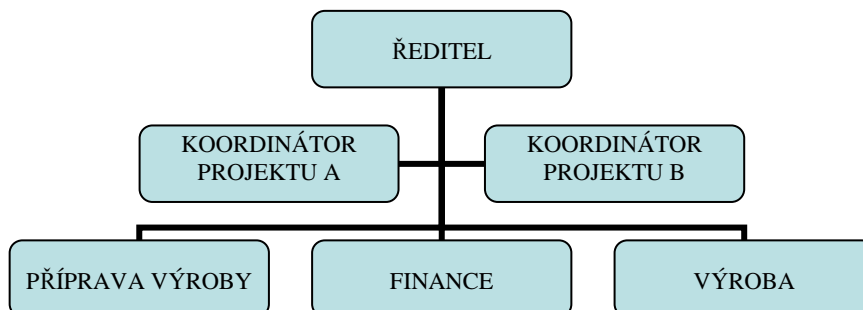 ŘEDITEL
KOORDINÁTOR
PROJEKTU A
KOORDINÁTOR
PROJEKTU B
PŘÍPRAVA VÝROBY
FINANCE
VÝROBA